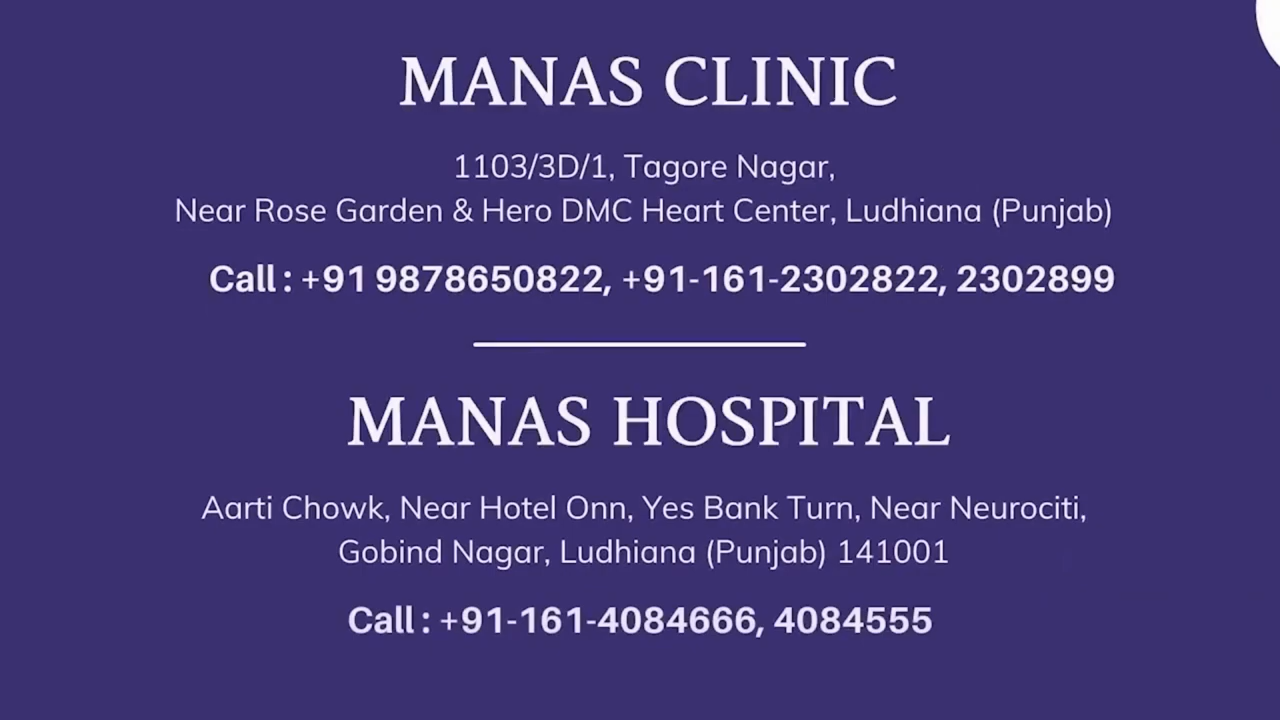 MANAS CLINIC
1103/3D/1, Tagore Nagar,
Near Rose Garden & Hero DMC Heart Center, Ludhiana (Punjab)
Call : +91 9878650822, +91-161-2302822, 2302899
MANAS HOSPITAL
Aarti Chowk, Near Hotel Onn, Yes Bank Turn, Near Neurociti,
Gobind Nagar, Ludhiana (Punjab) 141001
Call : +91-161-4084666, 4084555